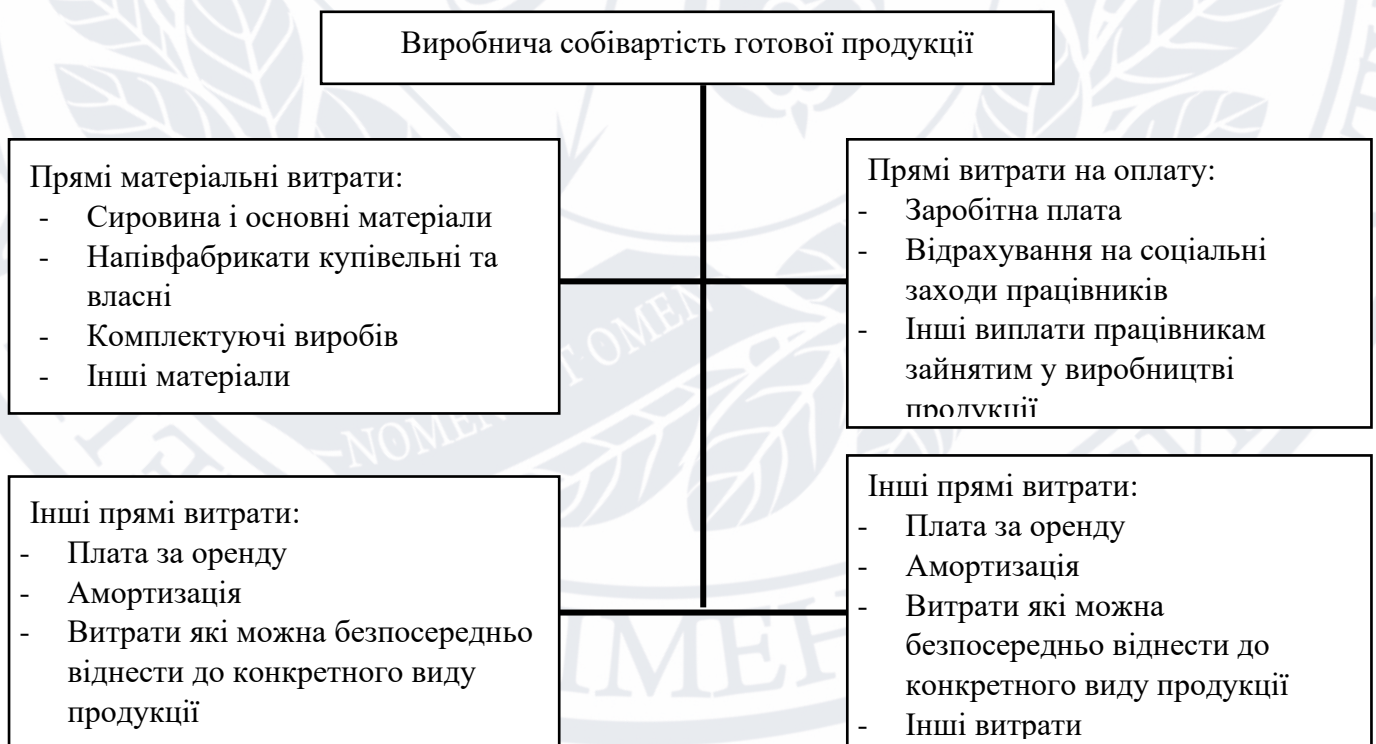 Виробнича собівартість готової продукції
Прямі матеріальні витрати:
- Сировина і основні матеріали
- Напівфабрикати купівельні та
власні
- Комплектуючі виробів
- Інші матеріали
Прямі витрати на оплату:
- Заробітна плата
- Відрахування на соціальні
заходи працівників
- Інші виплати працівникам
зайнятим у виробництві
продукції
Інші прямі витрати:
- Плата за оренду
- Амортизація
- Витрати які можна безпосередньо
віднести до конкретного виду
продукції
Інші прямі витрати:
- Плата за оренду
- Амортизація
- Витрати які можна
безпосередньо віднести до
конкретного виду продукції
- Інші витрати
NOMEN
OMEN